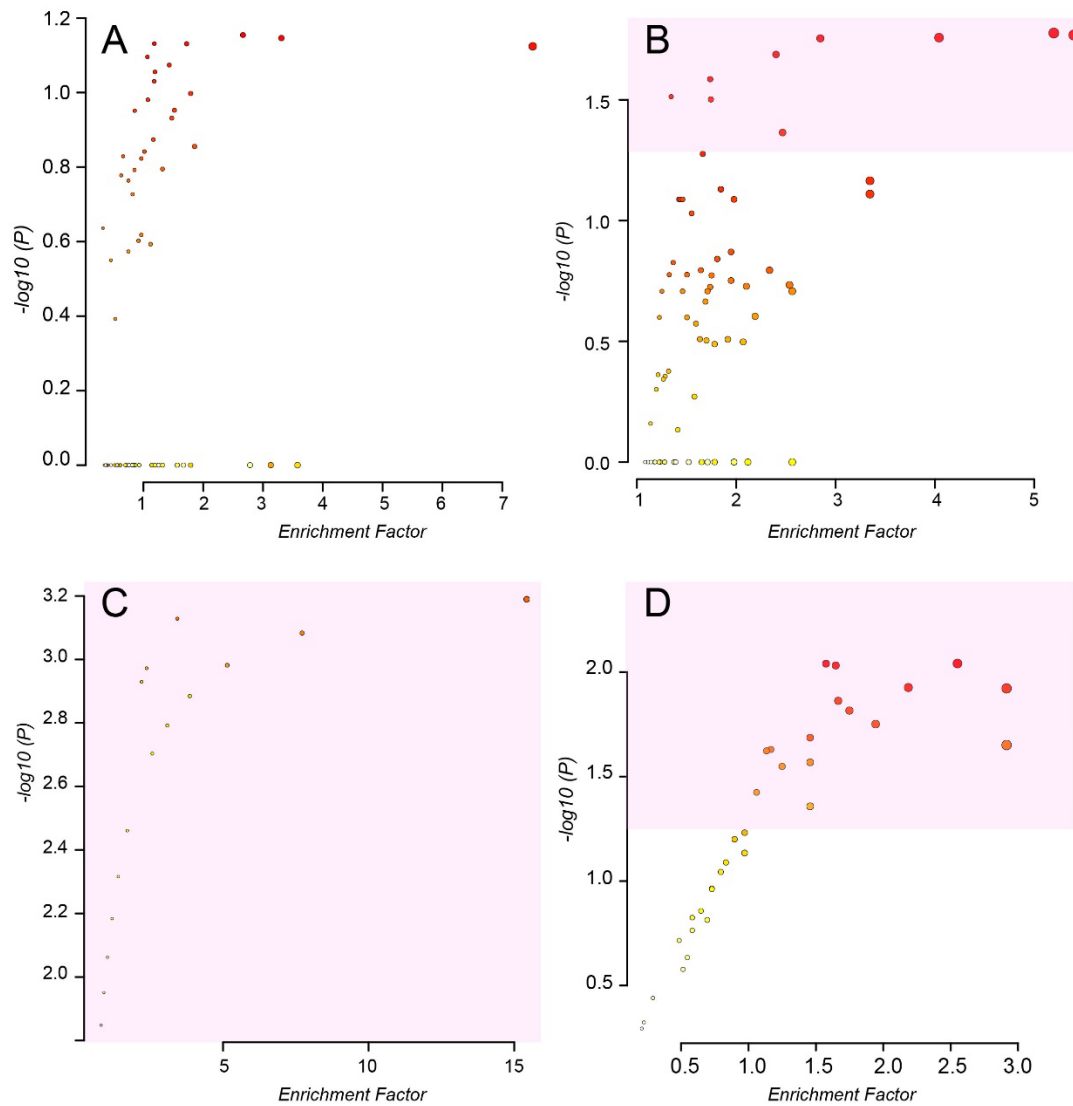 A
1.2
1.0
0.8
0.6
0.4
0.2
0.0
-log10 (P)
1 2 3 4 5 6 7
Enrichment Factor
B
1.5
1.0
0.5
0.0
-log10 (P)
1 2 3 4 5
Enrichment Factor
C
3.2
3.0
2.8
2.6
2.4
2.2
2.0
-log10 (P)
5 10 15
Enrichment Factor
D
2.0
1.5
1.0
0.5
-log10 (P)
0.5 1.0 1.5 2.0 2.5 3.0
Enrichment Factor